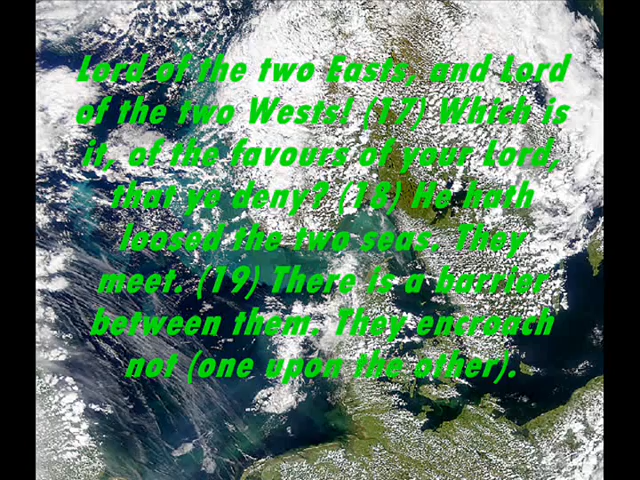 Lord of the two Easts, and Lord
of the two Wests! (17) Which is
it, of the favours of your Lord,
that ye deny? (18) He hath
loosed the two seas. They
meet. (19) There is a barrier
between them. They encroach
not (one upon the other).